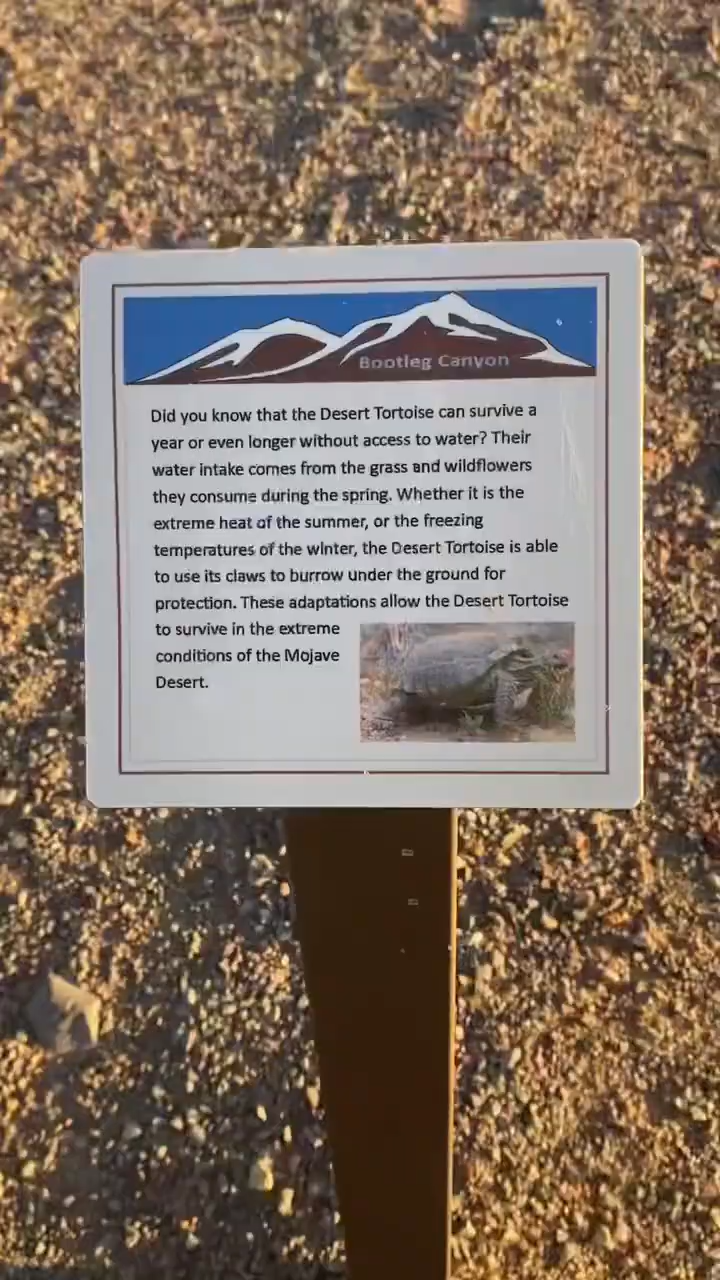 Bootleg Canyon
Did you know that the Desert Tortoise can survive a
year or even longer without access to water? Their
water intake comes from the grass and wildflowers
they consume during the spring. Whether it is the
extreme heat of the summer, or the freezing
temperatures of the winter, the Desert Tortoise is able
to use its claws to burrow under the ground for
protection. These adaptations allow the Desert Tortoise
to survive in the extreme
conditions of the Mojave
Desert.